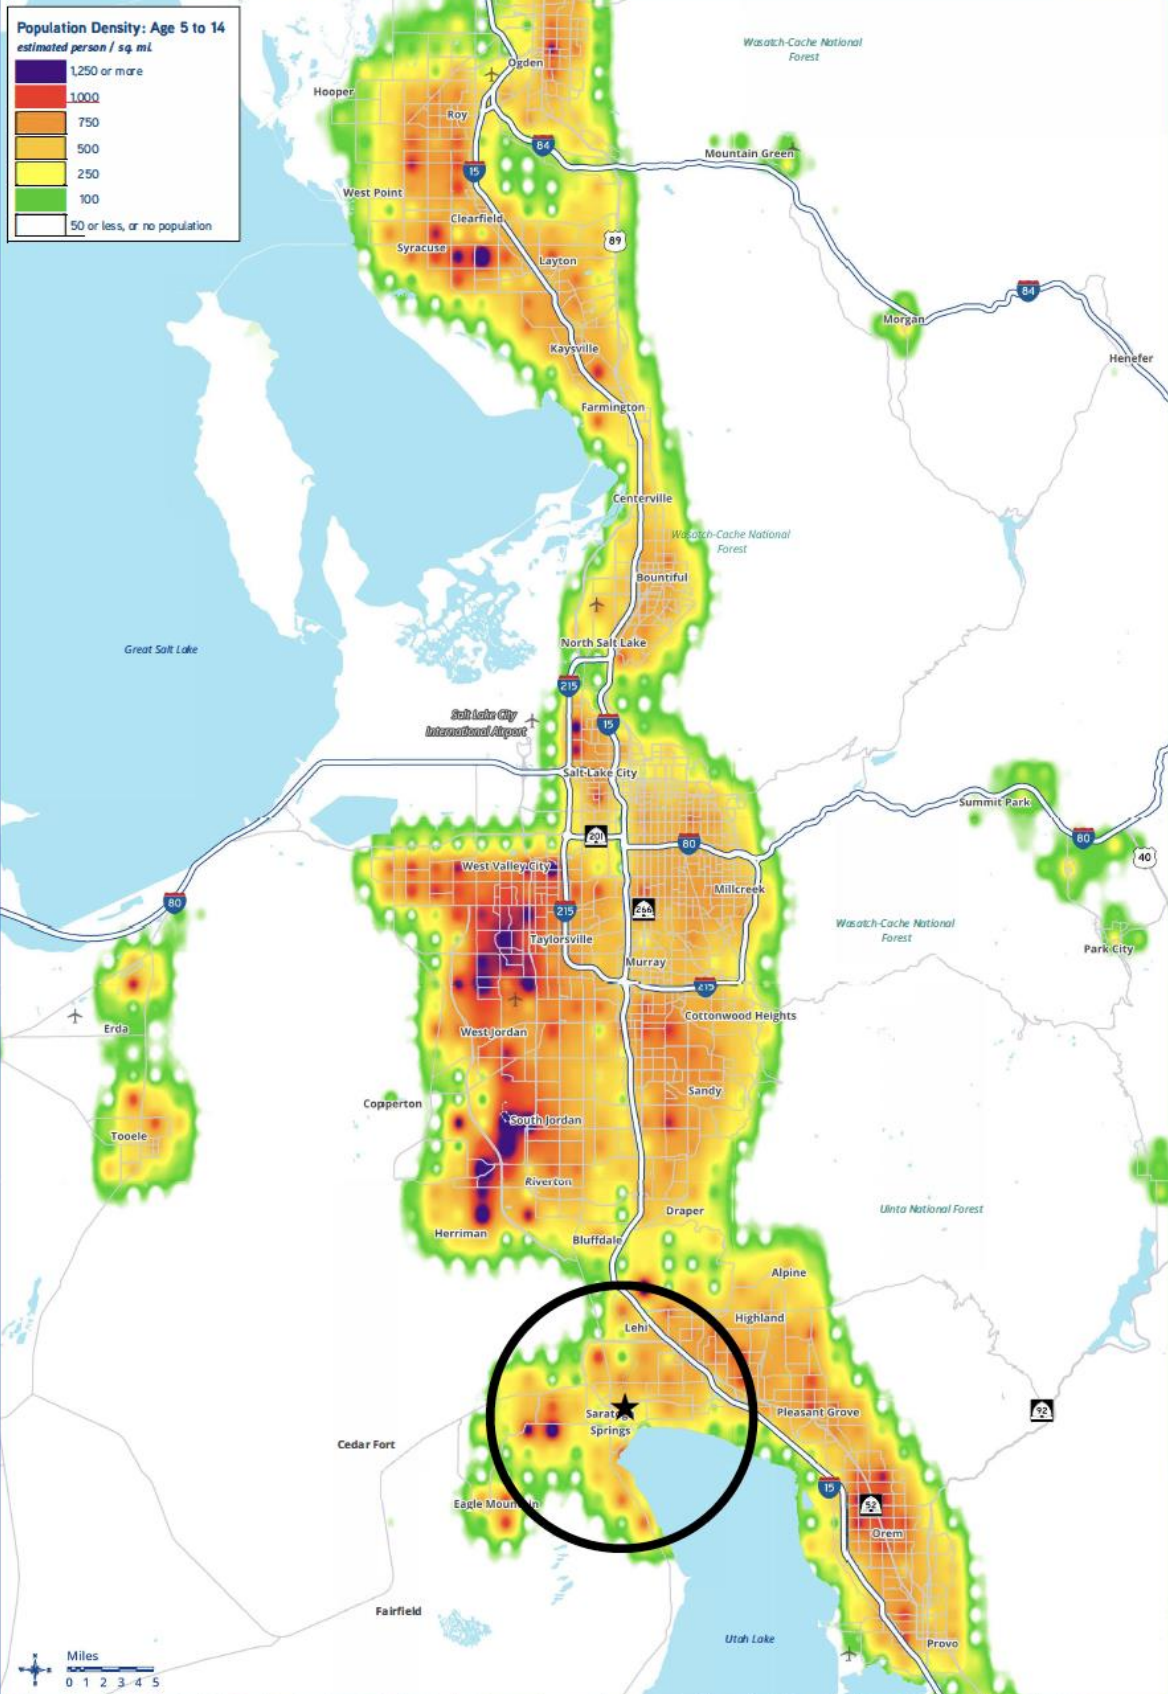 Population Density: Age 5 to 14
estimated person / sq. mi.
1,250 or more
1,000
750
500
250
100
50 or less, or no population
Wasatch-Cache National
Forest
Ogden
Hooper
Roy
84
Mountain Green
15
West Point
Clearfield
89
Syracuse
Layton
84
Morgan
Kaysville
Henefer
Farmington
Centerville
Wasatch-Cache National
Forest
Bountiful
North Salt Lake
Great Salt Lake
215
Salt Lake City
International Airport
15
Salt Lake City
Summit Park
201
80
80
40
West Valley City
Millcreek
80
215
266
Wasatch-Cache National
Forest
Taylorsville
Park City
Murray
215
Cottonwood Heights
Erda
West Jordan
Sandy
Copperton
South Jordan
Tooele
Riverton
Draper
Uinta National Forest
Herriman
Bluffdale
Alpine
Highland
Lehi
Pleasant Grove
92
Saratoga
Springs
Cedar Fort
15
Eagle Mountain
52
Orem
Fairfield
Utah Lake
Provo
Miles
0 1 2 3 4 5